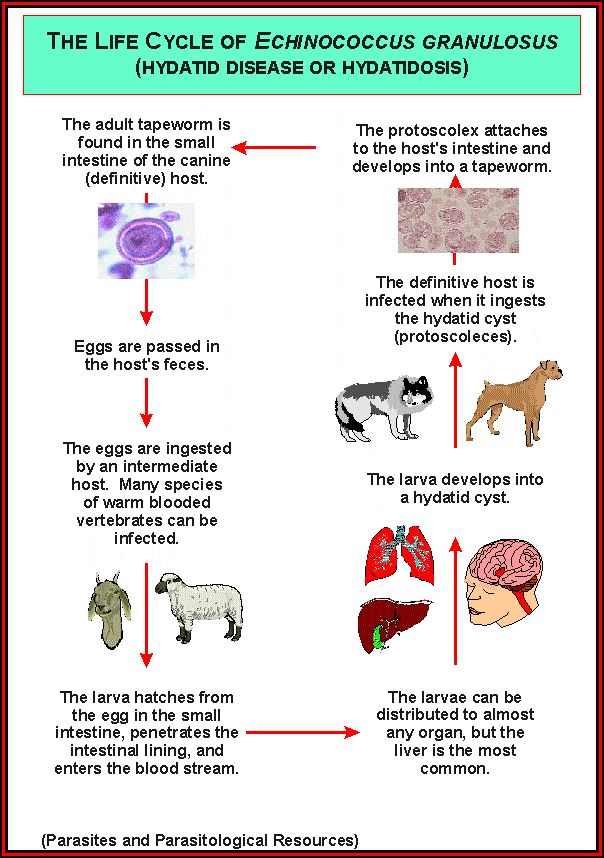 THE LIFE CYCLE OF ECHINOCOCCUS GRANULOSUS
(HYDATID DISEASE OR HYDATIDOSIS)
The adult tapeworm is
found in the small
intestine of the canine
(definitive) host.
Eggs are passed in
the host's feces.
The eggs are ingested
by an intermediate
host. Many species
of warm blooded
vertebrates can be
infected.
The larva hatches from
the egg in the small
intestine, penetrates the
intestinal lining, and
enters the blood stream.
The larvae can be
distributed to almost
any organ, but the
liver is the most
common.
The larva develops into
a hydatid cyst.
The definitive host is
infected when it ingests
the hydatid cyst
(protoscoleces).
The protoscolex attaches
to the host's intestine and
develops into a tapeworm.
(Parasites and Parasitological Resources)